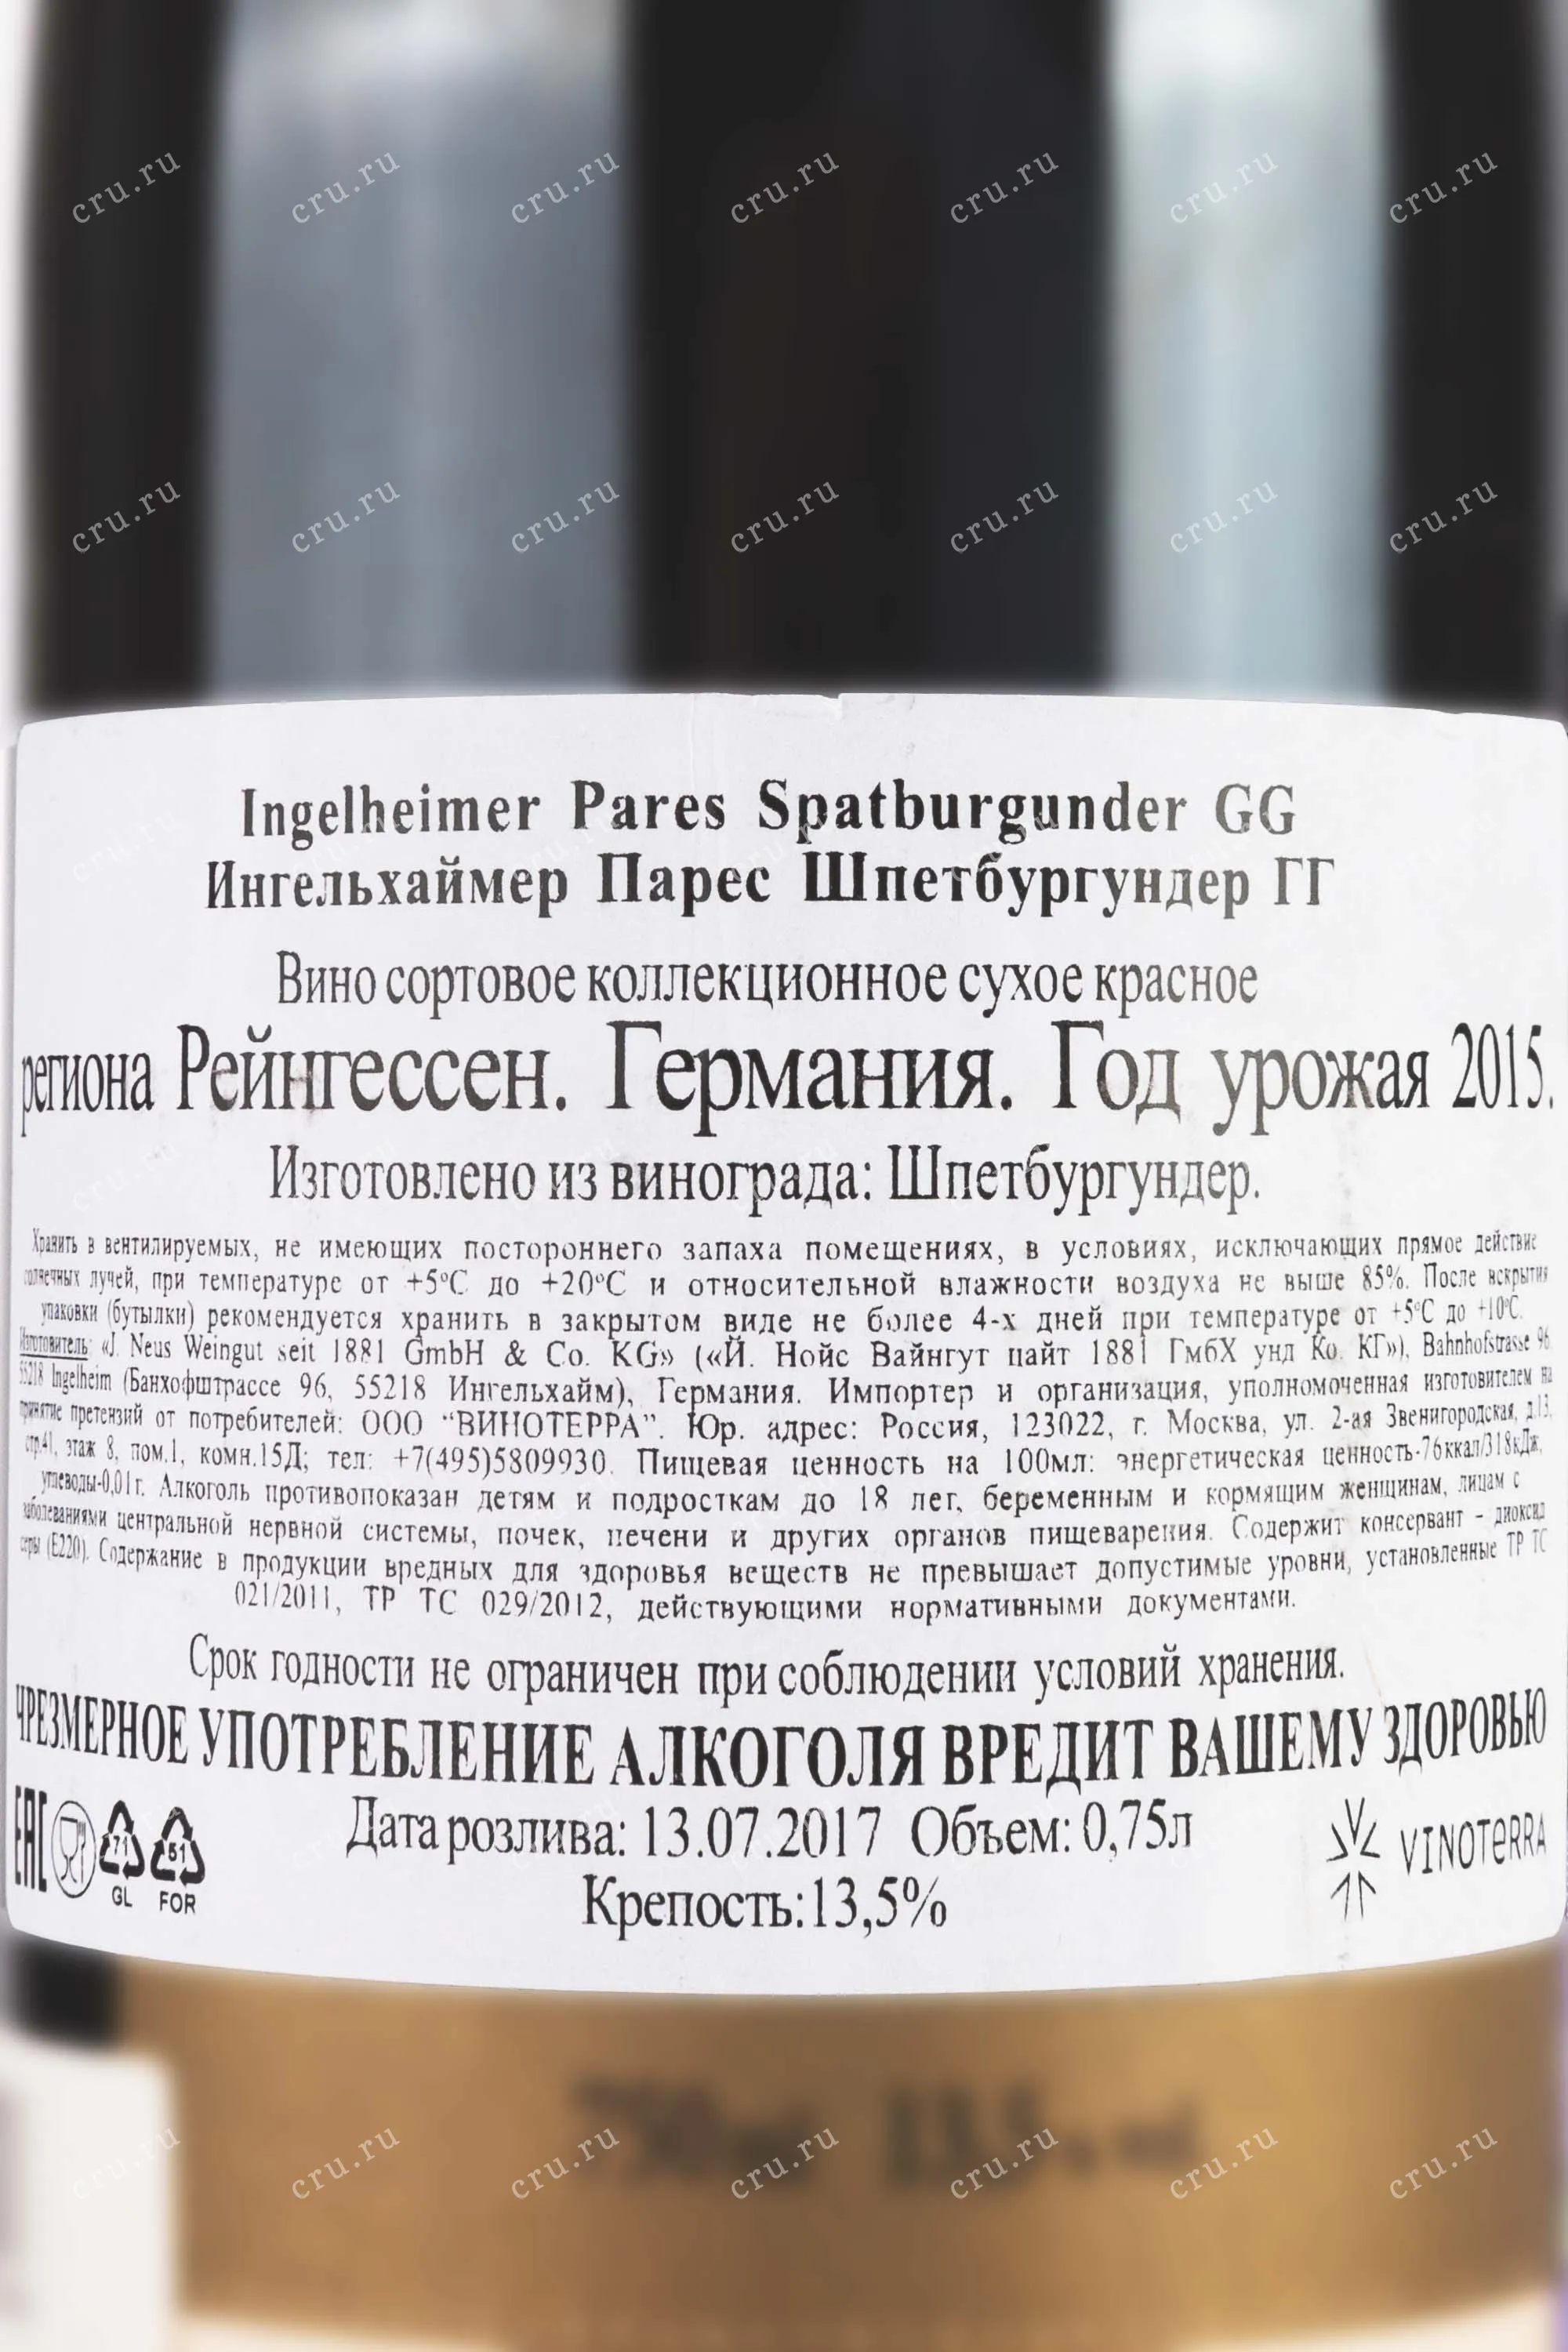 Ingelheimer Pares Spatburgunder GG
Ингельхаймер Парес Шпетбургундер ГГ
Вино сортовое коллекционное сухое красное
региона Рейнгессен. Германия. Год урожая 2015.
Изготовлено из винограда: Шпетбургундер.
Хранить в вентилируемых, не имеющих постороннего запаха помещениях, в условиях, исключающих прямое действие
солнечных лучей, при температуре от +5°С до +20°С и относительной влажности воздуха не выше 85%. После вскрытия
упаковки (бутылки) рекомендуется хранить в закрытом виде не более 4-х дней при температуре от +5°С до +10°С.
Изготовитель: «J. Neus Weingut seit 1881 GmbH & Co. KG» («Й. Нойс Вайнгут цайт 1881 ГмбХ унд Ко. КГ»), Bahnhofstrasse 96,
55218 Ingelheim (Банхофштрассе 96, 55218 Ингельхайм), Германия. Импортер и организация, уполномоченная изготовителем на
принятие претензий от потребителей: ООО “ВИНОТЕРРА”. Юр. адрес: Россия, 123022, г. Москва, ул. 2-ая Звенигородская, д.13,
стр.41, этаж 8, пом.1, комн.15Д; тел: +7(495)5809930. Пищевая ценность на 100мл: энергетическая ценность-76ккал/318кДж,
углеводы-0,01г. Алкоголь противопоказан детям и подросткам до 18 лет, беременным и кормящим женщинам, лицам с
заболеваниями центральной нервной системы, почек, печени и других органов пищеварения. Содержит консервант - диоксид
серы (Е220). Содержание в продукции вредных для здоровья веществ не превышает допустимые уровни, установленные ТР ТС
021/2011, ТР ТС 029/2012, действующими нормативными документами.
Срок годности не ограничен при соблюдении условий хранения.
ЧРЕЗМЕРНОЕ УПОТРЕБЛЕНИЕ АЛКОГОЛЯ ВРЕДИТ ВАШЕМУ ЗДОРОВЬЮ
Дата розлива: 13.07.2017 Объем: 0,75л
Крепость:13,5%
EAC
71
GL
51
FOR
VINOTERRA
cru.ru